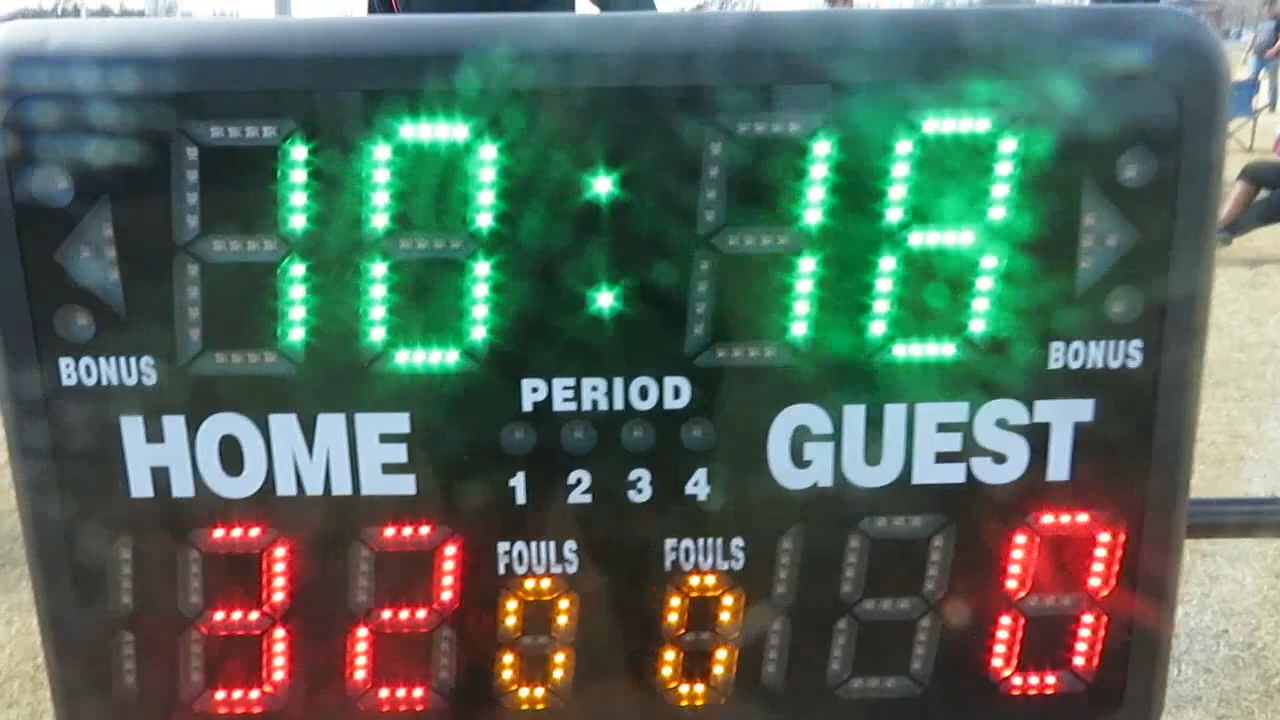 10:18
BONUS BONUS
PERIOD
HOME GUEST
1 2 3 4
FOULS FOULS
32 0 0 0